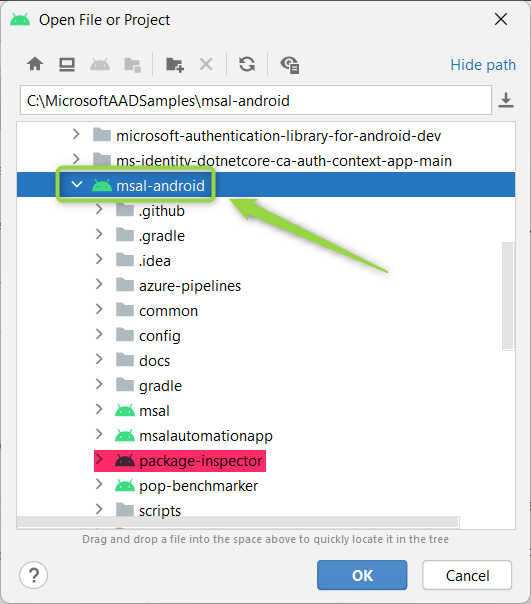 Open File or Project
Hide path
C:\MicrosoftAADSamples\msal-android
microsoft-authentication-library-for-android-dev
ms-identity-dotnetcore-ca-auth-context-app-main
msal-android
.github
.gradle
.idea
azure-pipelines
common
config
docs
gradle
msal
msalautomationapp
package-inspector
pop-benchmarker
scripts
Drag and drop a file into the space above to quickly locate it in the tree
?
OK
Cancel